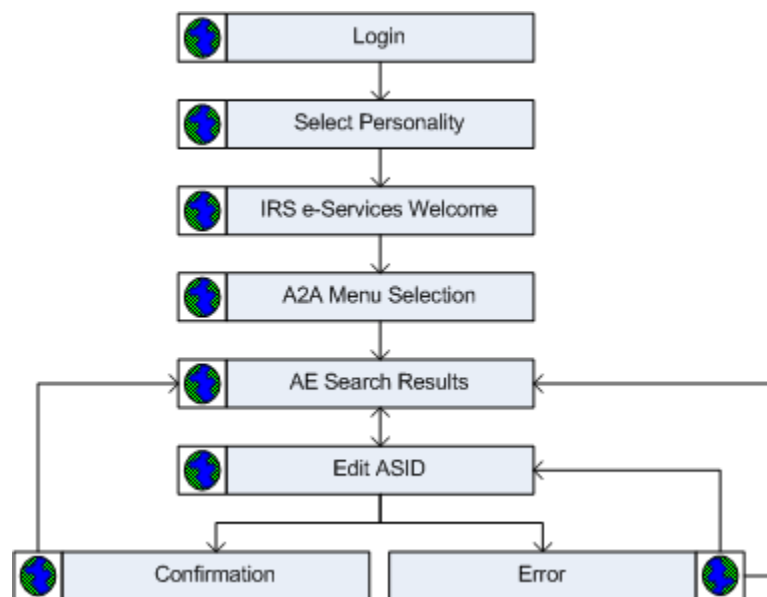 Login
Select Personality
IRS e-Services Welcome
A2A Menu Selection
AE Search Results
Edit ASID
Confirmation
Error